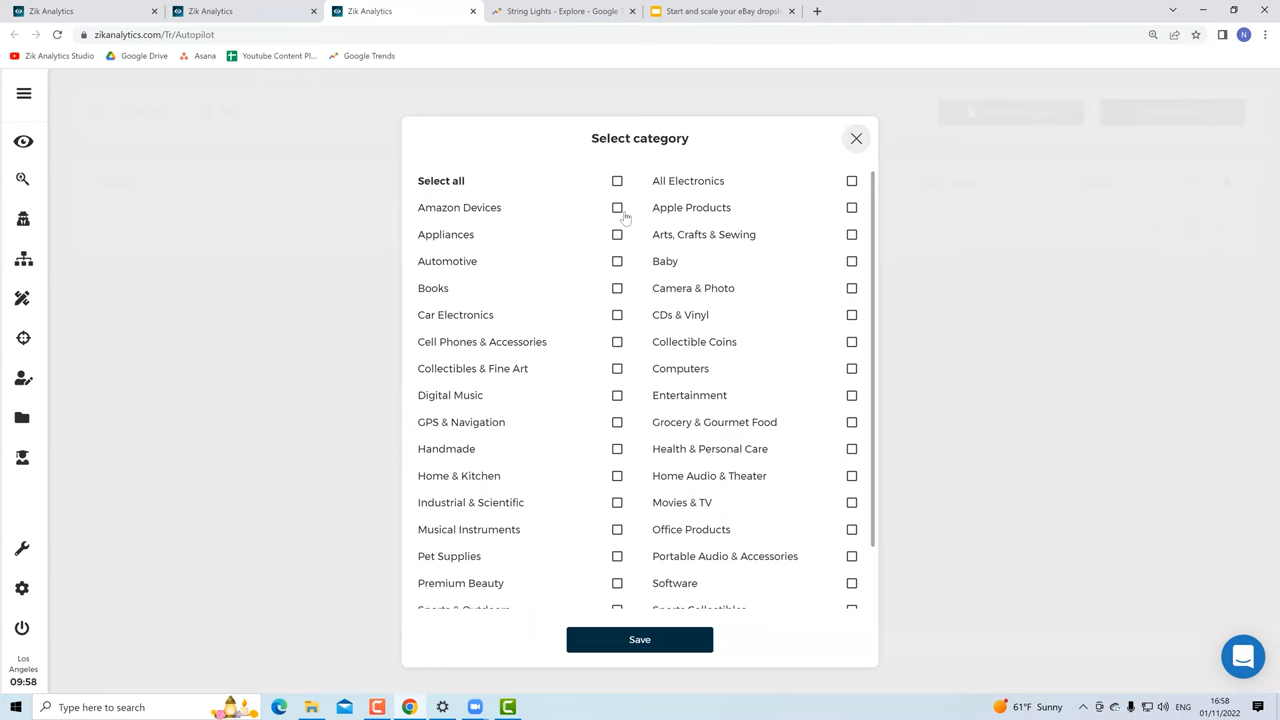 Zik Analytics
Zik Analytics
Zik Analytics
String Lights - Explore - Google T
Start and scale your eBay dropsh
zikanalytics.com/Tr/Autopilot
N
Zik Analytics Studio
Google Drive
Asana
Youtube Content Pl...
Google Trends
Select category
Select all
All Electronics
Amazon Devices
Apple Products
Appliances
Arts, Crafts & Sewing
Automotive
Baby
Books
Camera & Photo
Car Electronics
CDs & Vinyl
Cell Phones & Accessories
Collectible Coins
Collectibles & Fine Art
Computers
Digital Music
Entertainment
GPS & Navigation
Grocery & Gourmet Food
Handmade
Health & Personal Care
Home & Kitchen
Home Audio & Theater
Industrial & Scientific
Movies & TV
Musical Instruments
Office Products
Pet Supplies
Portable Audio & Accessories
Premium Beauty
Software
Sports & Outdoors
Sports Collectibles
Save
Los
Angeles
09:58
Type here to search
61°F Sunny
ENG
16:58
01/11/2022